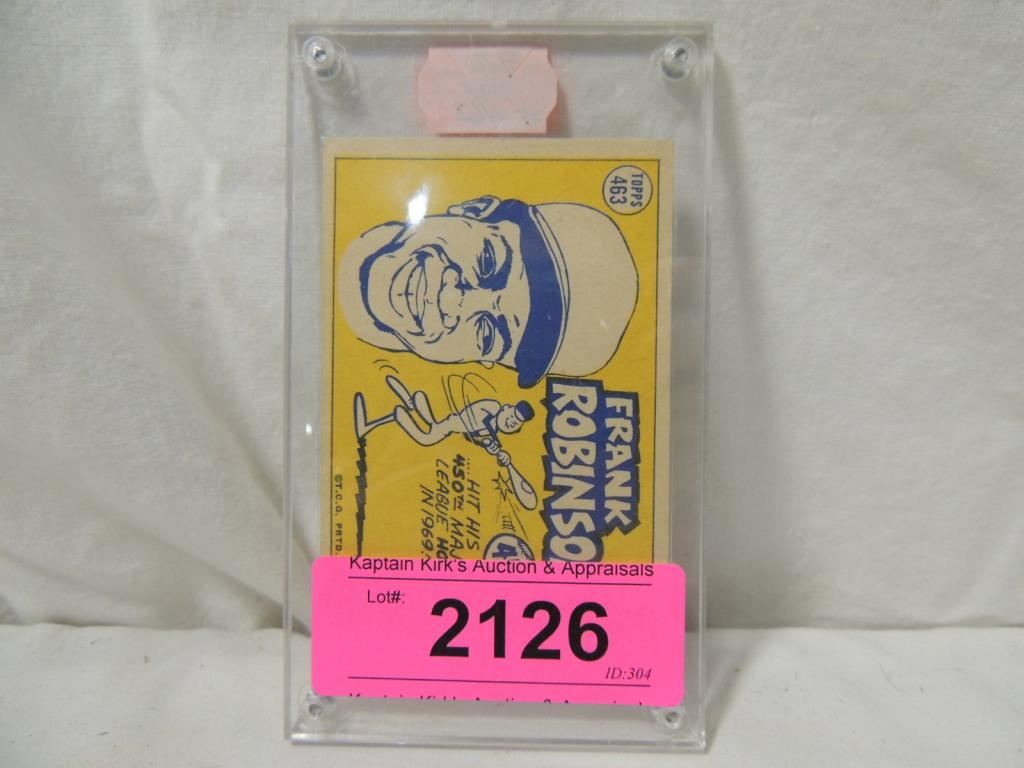 TOPPS
463
FRANK
ROBINSO
....HIT HIS
450TH MAJ
LEAGUE HO
IN 1969.
©T.C.G. PRTD.
Kaptain Kirk's Auction & Appraisals
Lot#:
2126
ID:304